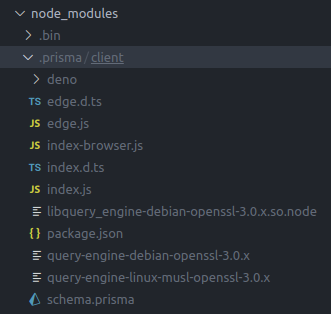 node_modules
.bin
.prisma / client
deno
TS edge.d.ts
JS edge.js
JS index-browser.js
TS index.d.ts
JS index.js
libquery_engine-debian-openssl-3.0.x.so.node
{} package.json
query-engine-debian-openssl-3.0.x
query-engine-linux-musl-openssl-3.0.x
schema.prisma